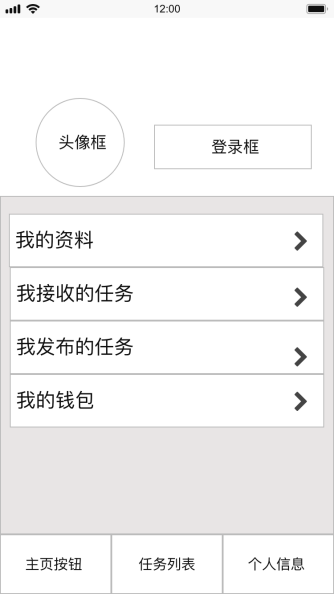 12:00
头像框
登录框
我的资料
我接收的任务
我发布的任务
我的钱包
主页按钮 任务列表 个人信息